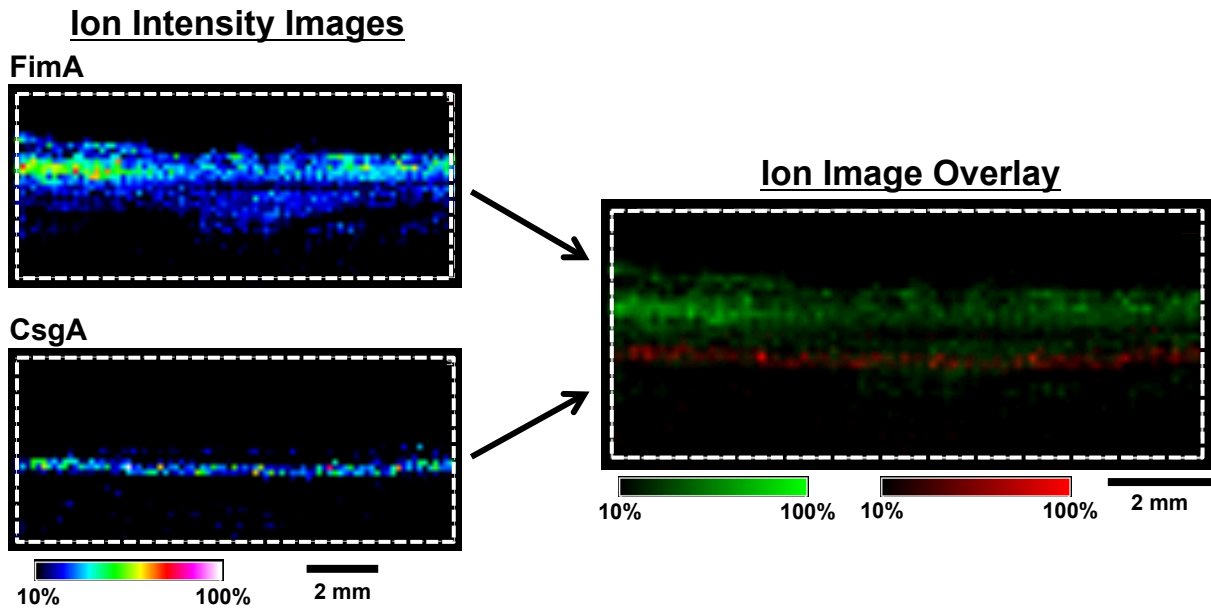 Ion Intensity Images
FimA
CsgA
10% 100%
2 mm
Ion Image Overlay
10% 100% 10% 100%
2 mm